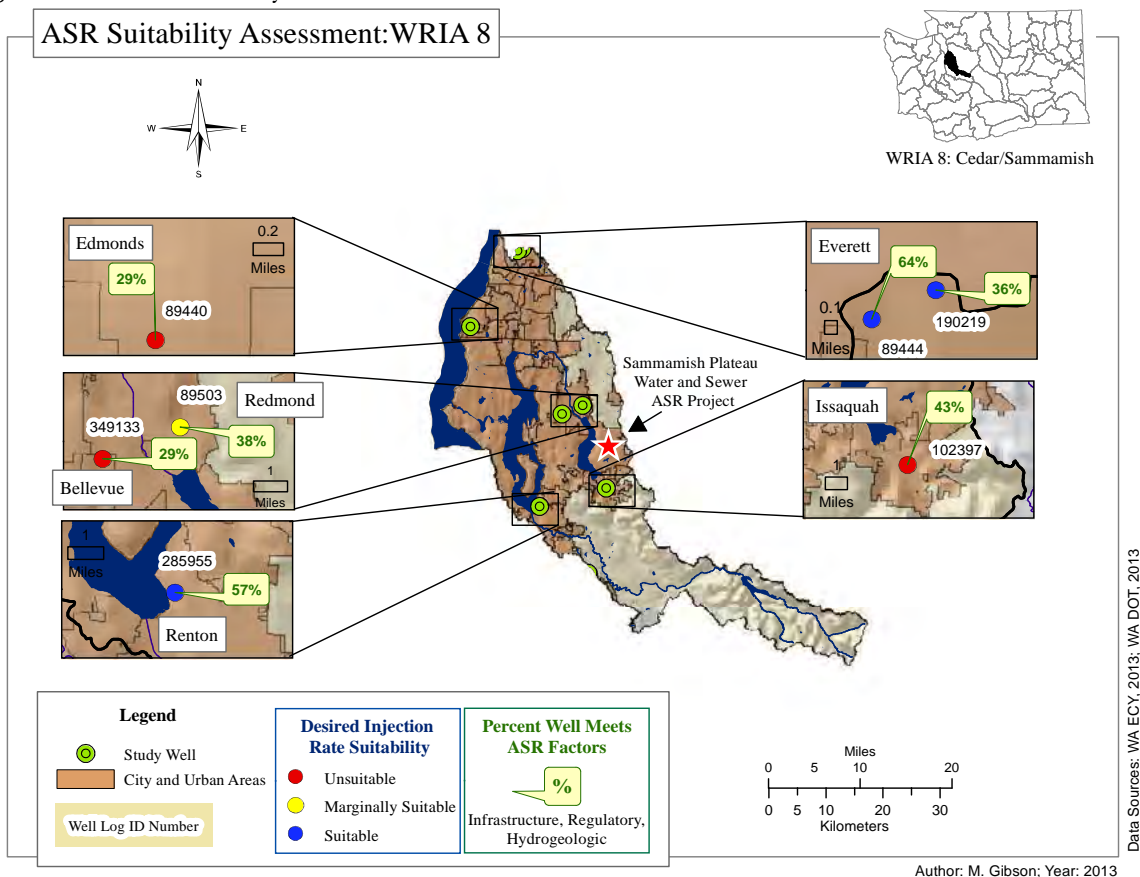 ASR Suitability Assessment:WRIA 8
WRIA 8: Cedar/Sammamish
N
W
E
S
Edmonds
0.2
Miles
29%
89440
Everett
64%
36%
0.1
Miles
190219
89444
Sammamish Plateau
Water and Sewer
ASR Project
89503
Redmond
349133
38%
29%
1
Miles
Bellevue
Issaquah
43%
102397
1
1
Miles
285955
57%
Renton
Legend
Study Well
City and Urban Areas
Well Log ID Number
Desired Injection
Rate Suitability
Unsuitable
Marginally Suitable
Suitable
Percent Well Meets
ASR Factors
%
Infrastructure, Regulatory,
Hydrogeologic
Miles
0 5 10 20
0 5 10 20 30
Kilometers
Data Sources: WA ECY, 2013; WA DOT, 2013
Author: M. Gibson; Year: 2013